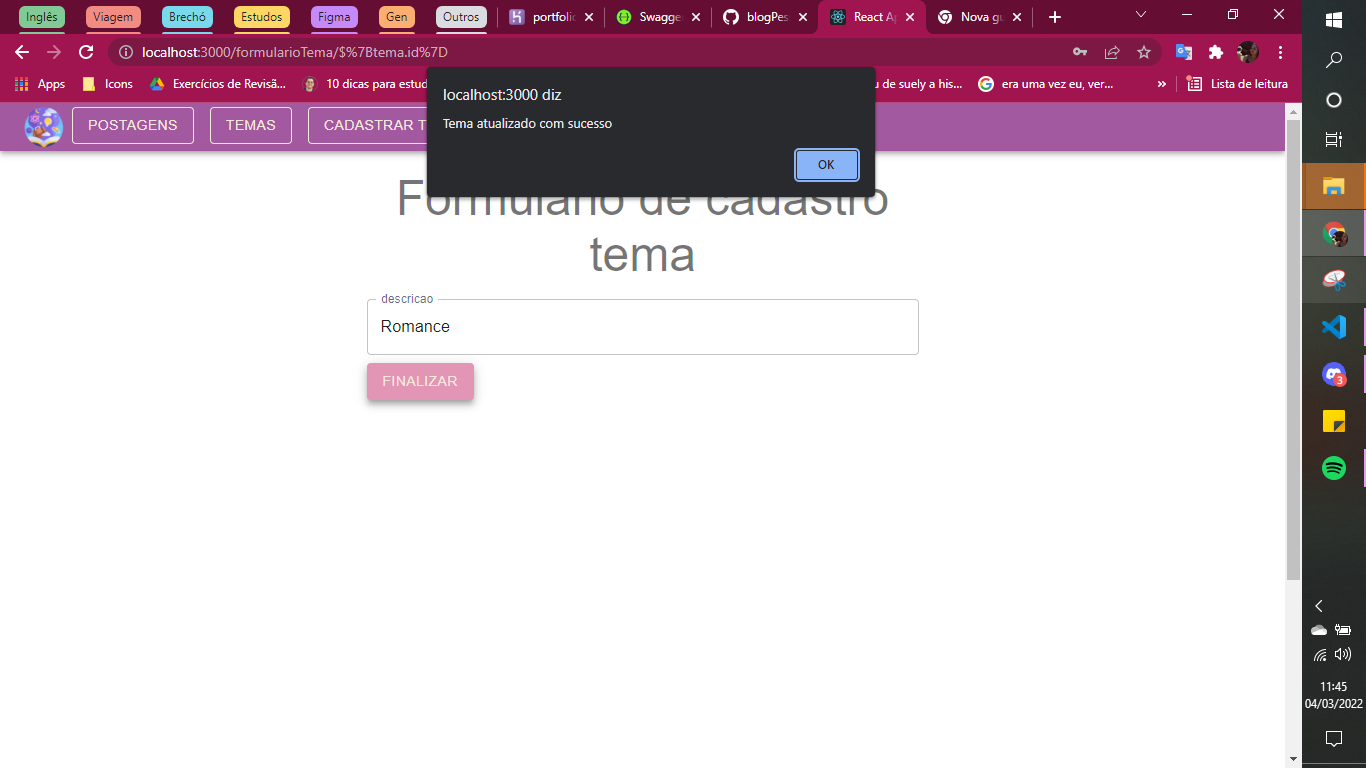 Inglês Viagem Brechó Estudos Figma Gen Outros portfolio Swagge blogPes React Ap Nova gu
localhost:3000/formularioTema/$%7Btema.id%7D
Apps Icons Exercícios de Revisã... 10 dicas para estud u de suely a his... era uma vez eu, ver... » Lista de leitura
localhost:3000 diz
Tema atualizado com sucesso
OK
POSTAGENS TEMAS CADASTRAR T
Formulário de cadastro
tema
descricao
Romance
FINALIZAR
3
11:45
04/03/2022